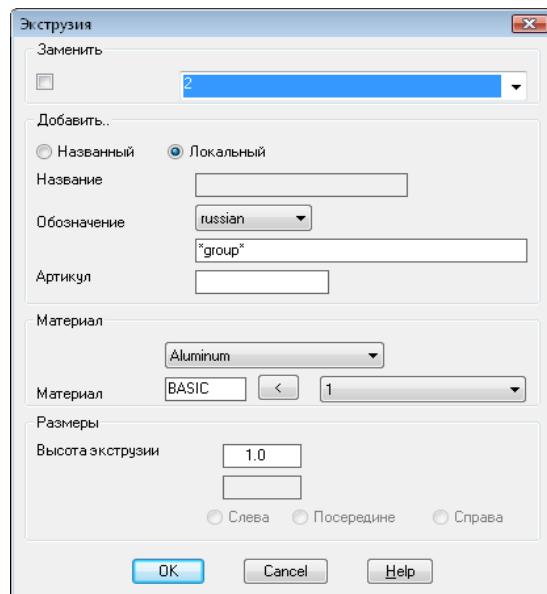 Экструзия
Заменить
2
Добавить..
Названный Локальный
Название
Обозначение russian
*group*
Артикул
Материал
Aluminum
Материал BASIC < 1
Размеры
Высота экструзии 1.0
Слева Посередине Справа
OK Cancel Help